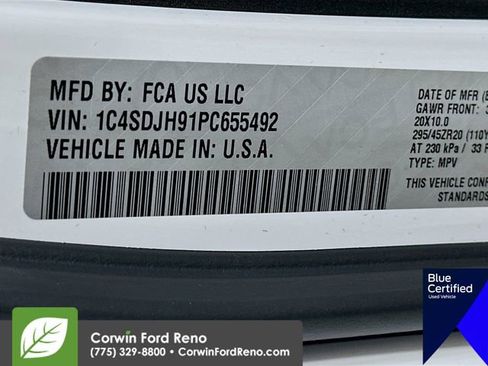 MFD BY: FCA US LLC
VIN: 1C4SDJH91PC655492
VEHICLE MADE IN: U.S.A.
DATE OF MFR (
GAWR FRONT:
20X10.0
295/45ZR20 (110Y
AT 230 kPa / 33
TYPE: MPV
THIS VEHICLE CONF
STANDARDS
Blue
Certified
Used Vehicle
Corwin Ford Reno
(775) 329-8800 • CorwinFordReno.com